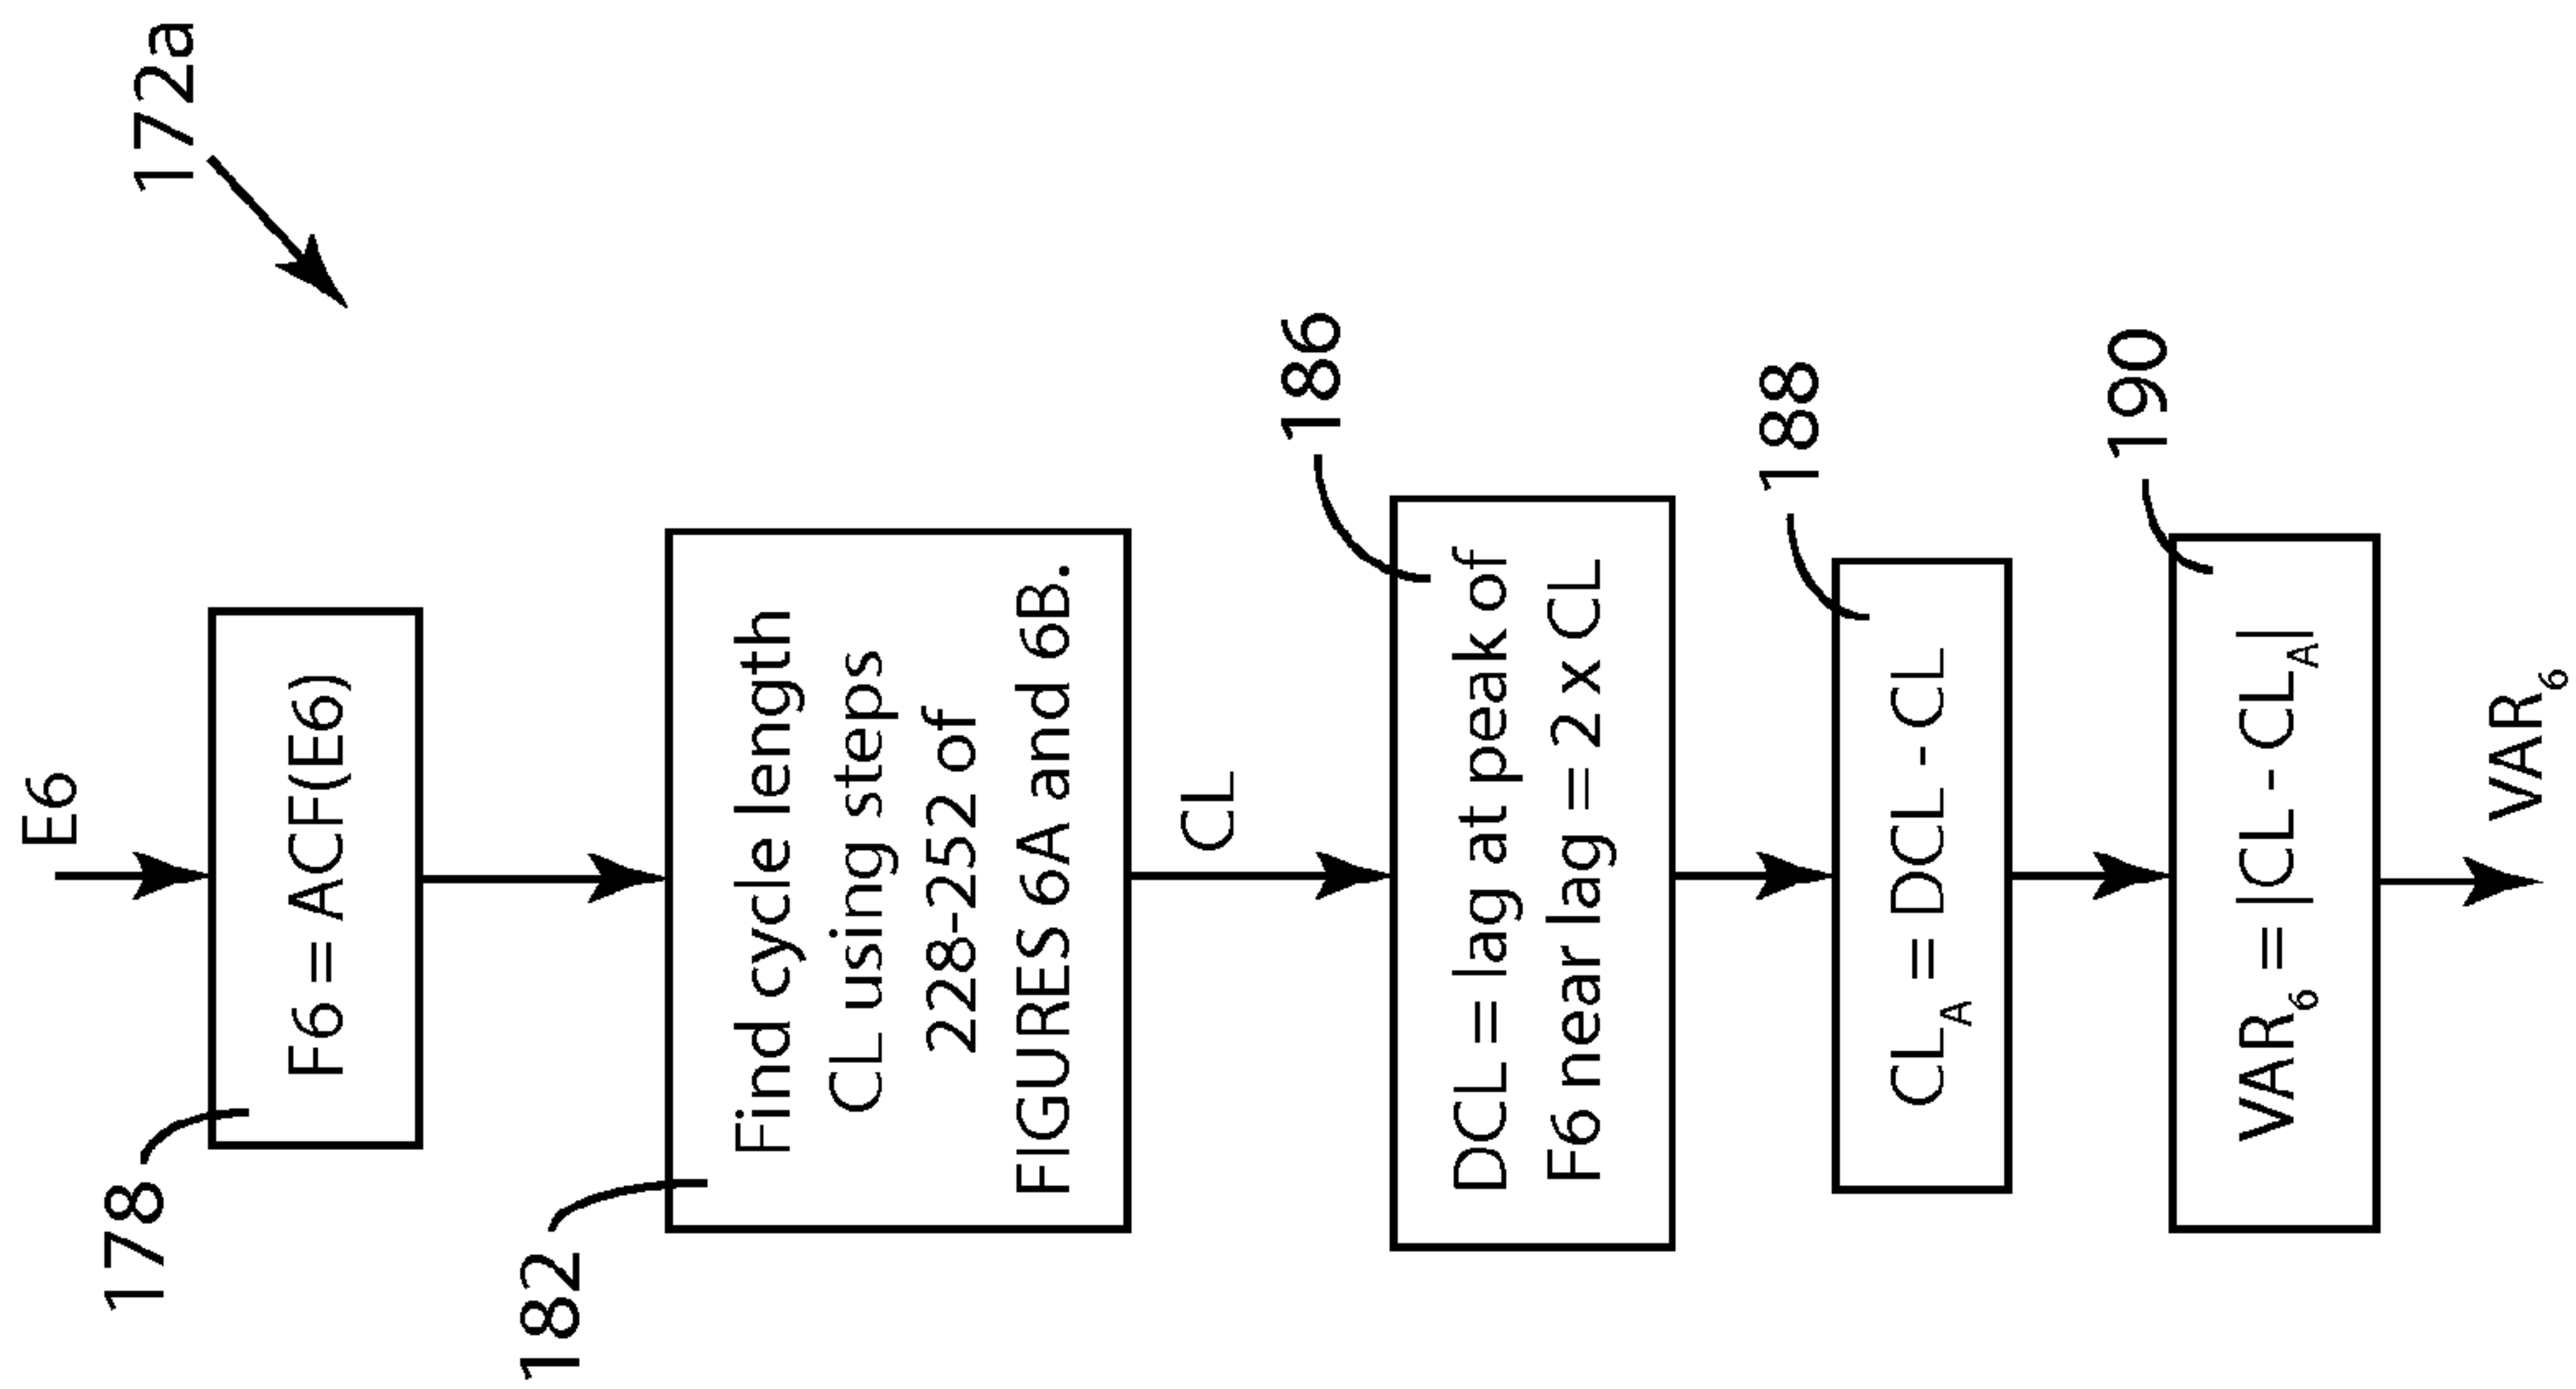 172a
E6
178
F6 = ACF(E6)
182
Find cycle length
CL using steps
228-252 of
FIGURES 6A and 6B.
CL
186
DCL = lag at peak of
F6 near lag = 2 x CL
188
CL_A = DCL - CL
190
VAR_6 = |CL - CL_A|
VAR_6